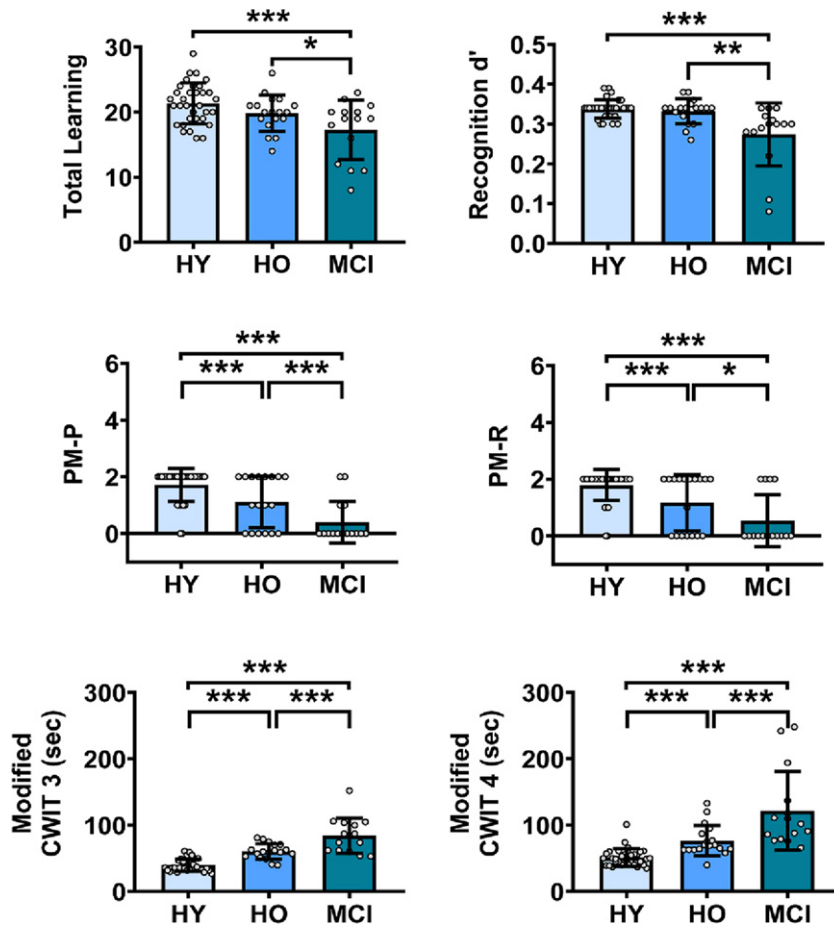 ***
*
Total Learning
30
20
10
0
HY HO MCI
***
**
Recognition d'
0.5
0.4
0.3
0.2
0.1
0.0
HY HO MCI
***
*** ***
PM-P
6
4
2
0
HY HO MCI
***
*** *
PM-R
6
4
2
0
HY HO MCI
***
*** ***
Modified
CWIT 3 (sec)
300
200
100
0
HY HO MCI
***
*** ***
Modified
CWIT 4 (sec)
300
200
100
0
HY HO MCI